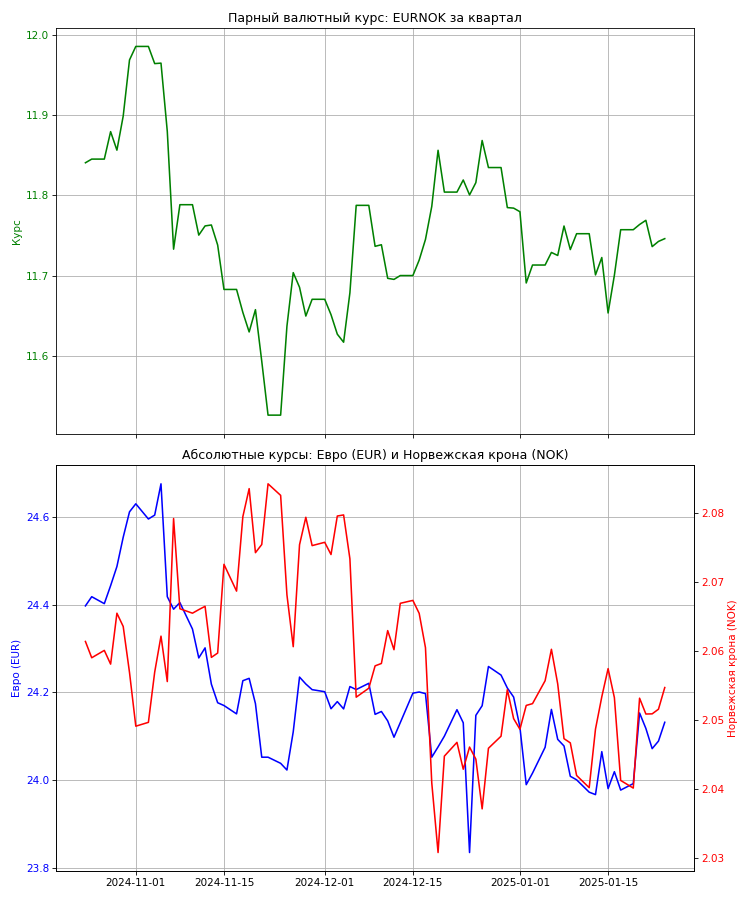 Парный валютный курс: EURNOK за квартал
12.0
11.9
11.8
11.7
11.6
Курс
Абсолютные курсы: Евро (EUR) и Норвежская крона (NOK)
24.6
24.4
24.2
24.0
23.8
Евро (EUR)
2.08
2.07
2.06
2.05
2.04
2.03
Норвежская крона (NOK)
2024-11-01 2024-11-15 2024-12-01 2024-12-15 2025-01-01 2025-01-15